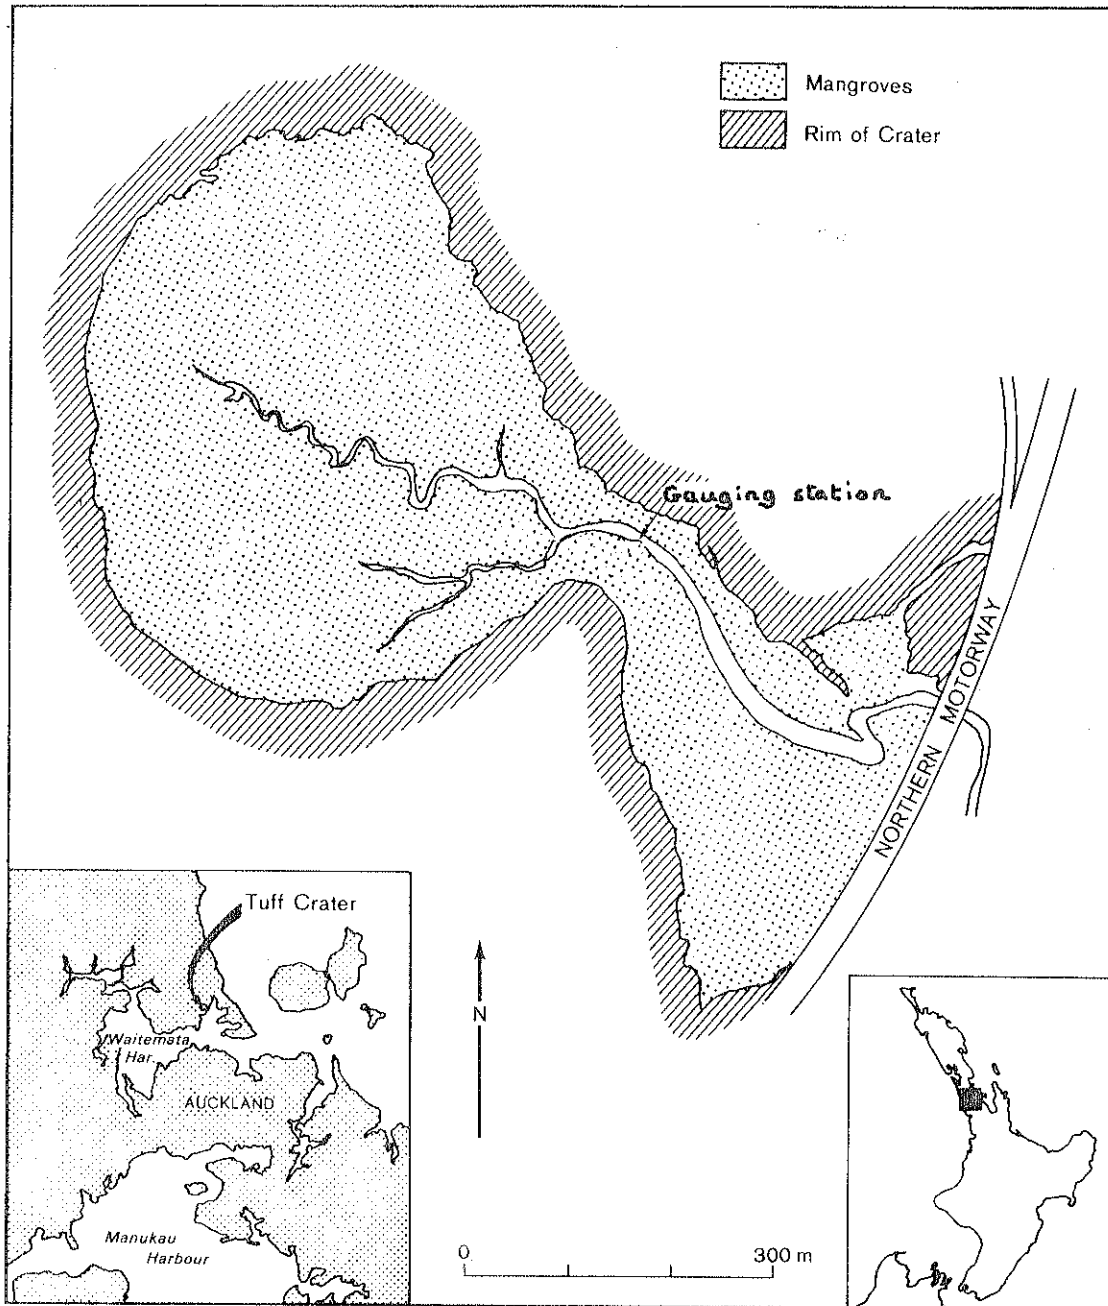 Mangroves
Rim of Crater
Gauging station
NORTHERN MOTORWAY
Tuff Crater
Waitemata
Har.
AUCKLAND
Manukau
Harbour
N
0
300 m